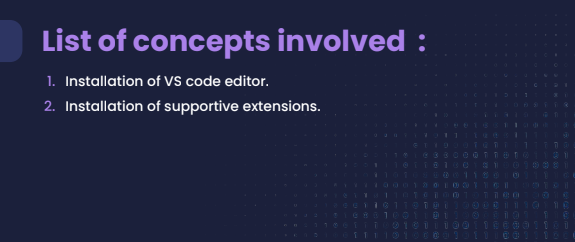 List of concepts involved :
1. Installation of VS code editor.
2. Installation of supportive extensions.